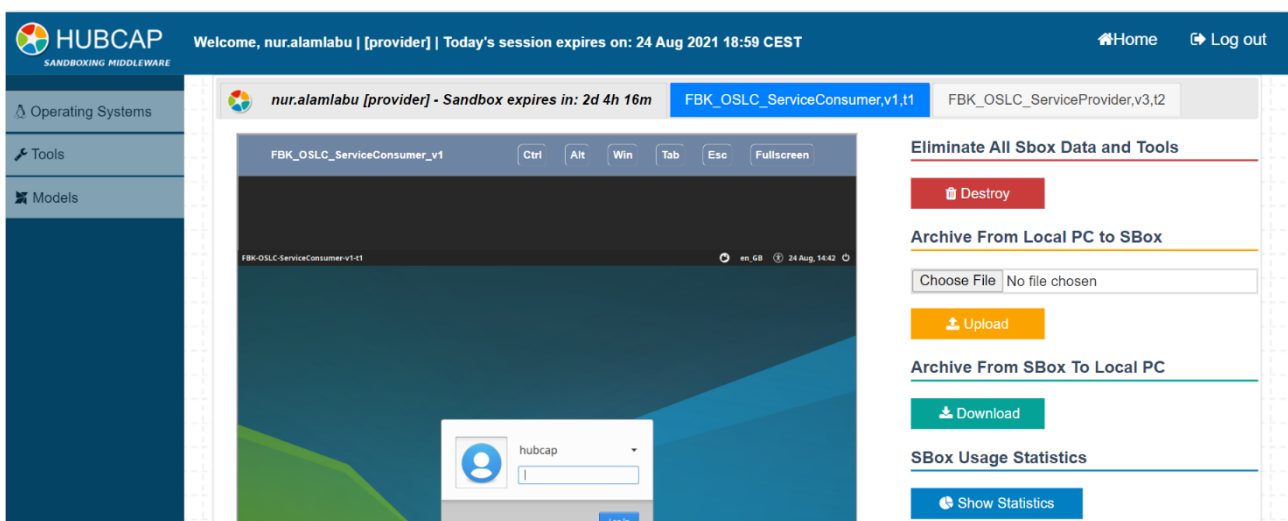 HUBCAP
SANDBOXING MIDDLEWARE
Welcome, nur.alamlabu | [provider] | Today's session expires on: 24 Aug 2021 18:59 CEST
Home
Log out
Operating Systems
Tools
Models
nur.alamlabu [provider] - Sandbox expires in: 2d 4h 16m
FBK_OSLC_ServiceConsumer,v1,t1
FBK_OSLC_ServiceProvider,v3,t2
FBK_OSLC_ServiceConsumer_v1
Ctrl
Alt
Win
Tab
Esc
Fullscreen
FBK-OSLC-ServiceConsumer-v1-t1
en_GB
24 Aug, 14:42
hubcap
Eliminate All Sbox Data and Tools
Destroy
Archive From Local PC to SBox
Choose File No file chosen
Upload
Archive From SBox To Local PC
Download
SBox Usage Statistics
Show Statistics